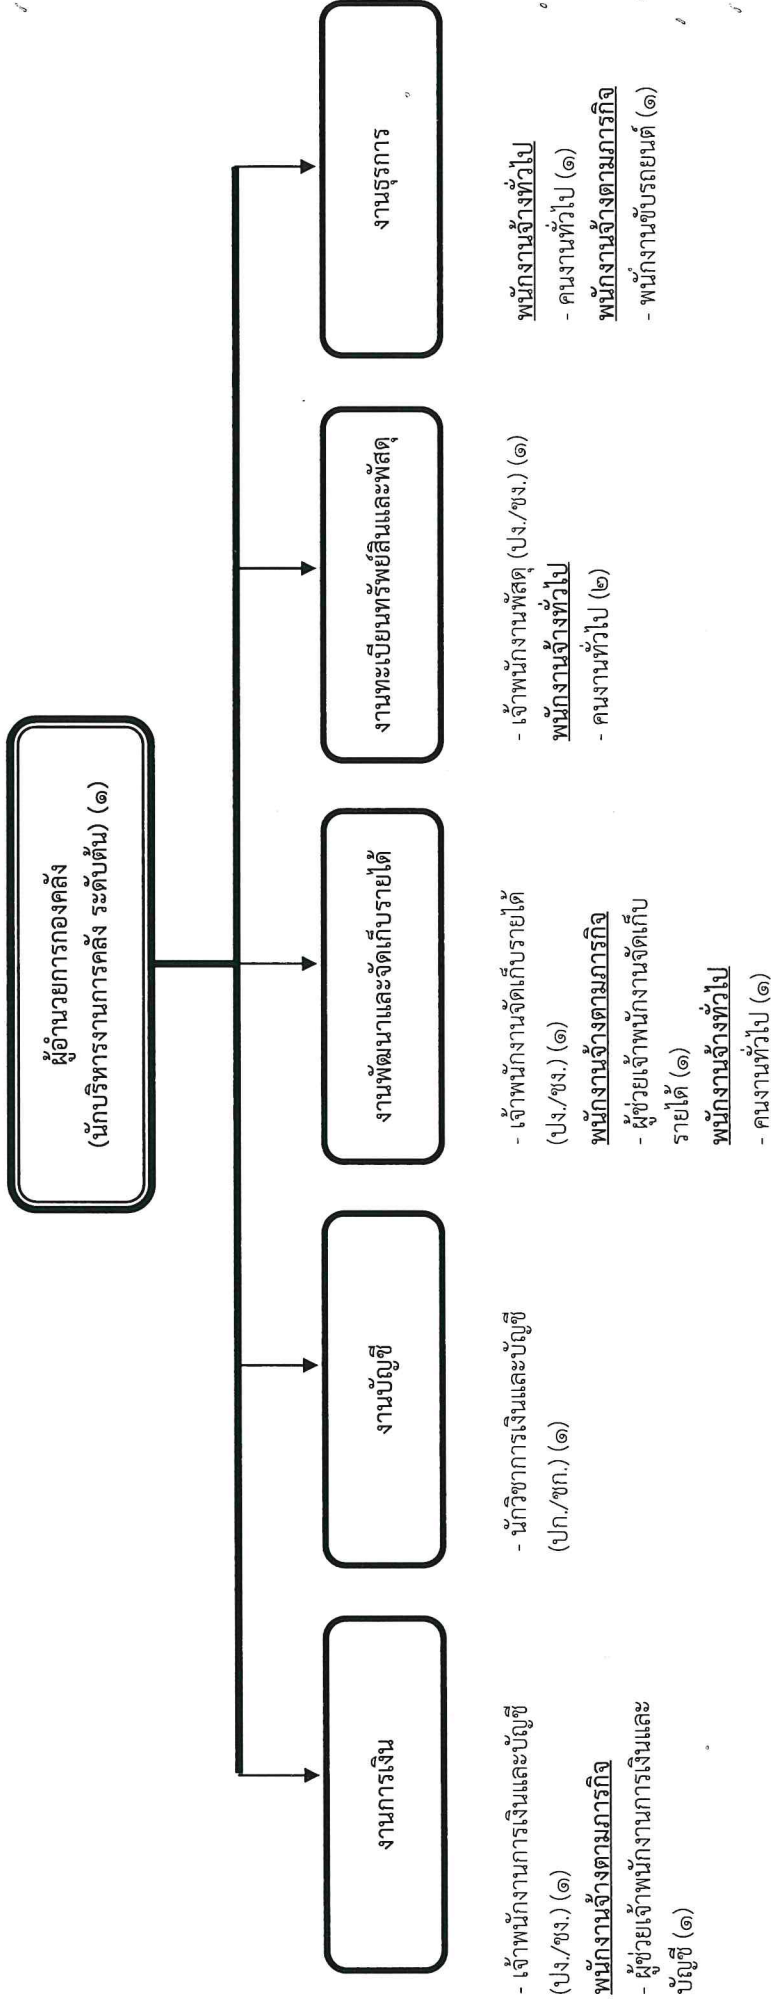 ผู้อำนวยการกองคลัง
(นักบริหารงานการคลัง ระดับต้น) (๑)
งานการเงิน
- เจ้าพนักงานการเงินและบัญชี
(ปง./ชง.) (๑)
พนักงานจ้างตามภารกิจ
- ผู้ช่วยเจ้าพนักงานการเงินและ
บัญชี (๑)
งานบัญชี
- นักวิชาการเงินและบัญชี
(ปก./ชก.) (๑)
งานพัฒนาและจัดเก็บรายได้
- เจ้าพนักงานจัดเก็บรายได้
(ปง./ชง.) (๑)
พนักงานจ้างตามภารกิจ
- ผู้ช่วยเจ้าพนักงานจัดเก็บ
รายได้ (๑)
พนักงานจ้างทั่วไป
- คนงานทั่วไป (๑)
งานทะเบียนทรัพย์สินและพัสดุ
- เจ้าพนักงานพัสดุ (ปง./ชง.) (๑)
พนักงานจ้างทั่วไป
- คนงานทั่วไป (๒)
งานธุรการ
พนักงานจ้างทั่วไป
- คนงานทั่วไป (๑)
พนักงานจ้างตามภารกิจ
- พนักงานขับรถยนต์ (๑)